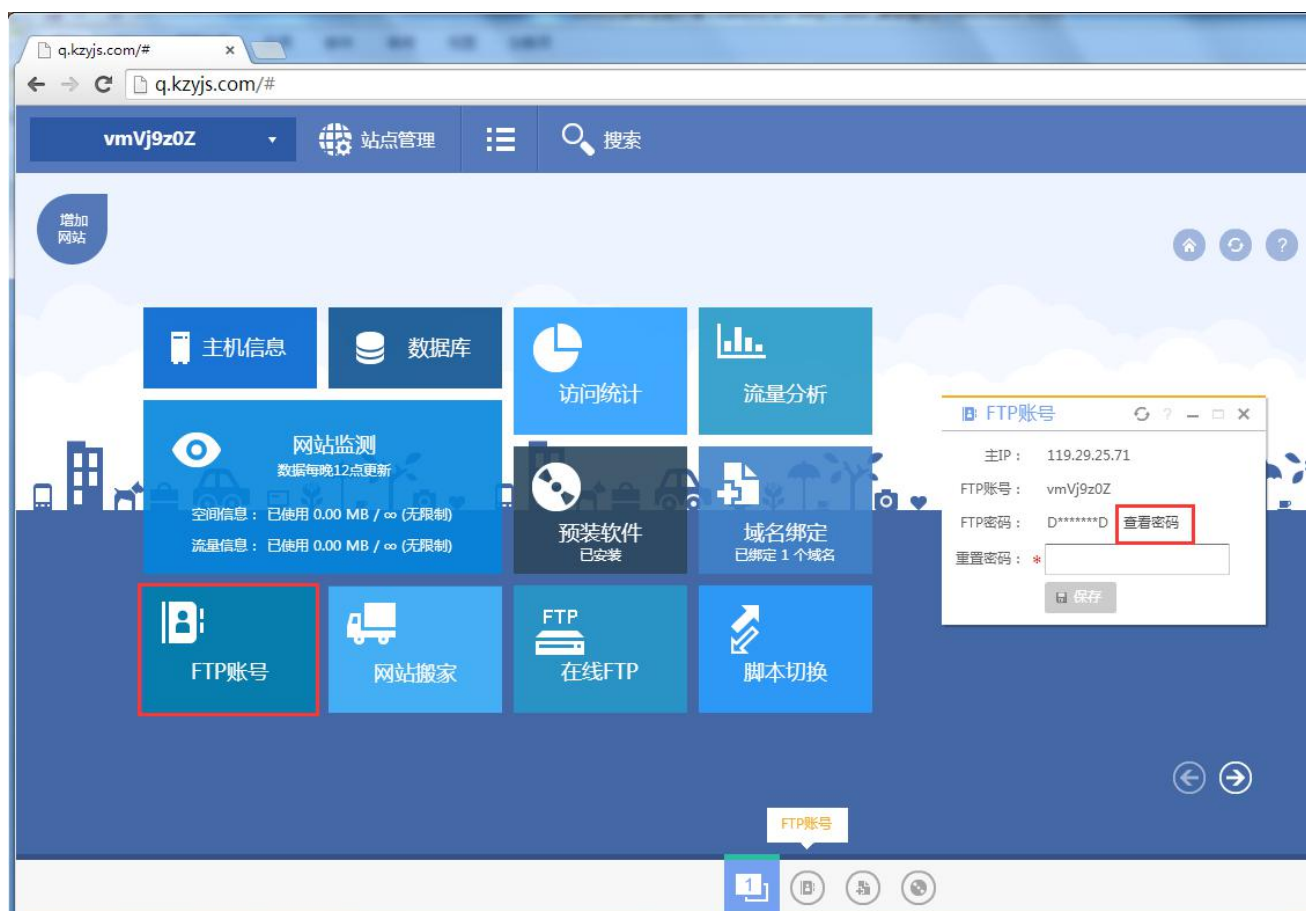 q.kzyjs.com/#
q.kzyjs.com/#
vmVj9z0Z
站点管理
搜索
增加
网站
主机信息
数据库
访问统计
流量分析
网站监测
数据每晚12点更新
空间信息： 已使用 0.00 MB / ∞ (无限制)
流量信息： 已使用 0.00 MB / ∞ (无限制)
预装软件
已安装
域名绑定
已绑定 1 个域名
FTP账号
网站搬家
FTP
在线FTP
脚本切换
FTP账号
主IP： 119.29.25.71
FTP账号： vmVj9z0Z
FTP密码： D*******D 查看密码
重置密码： *
保存
FTP账号
1